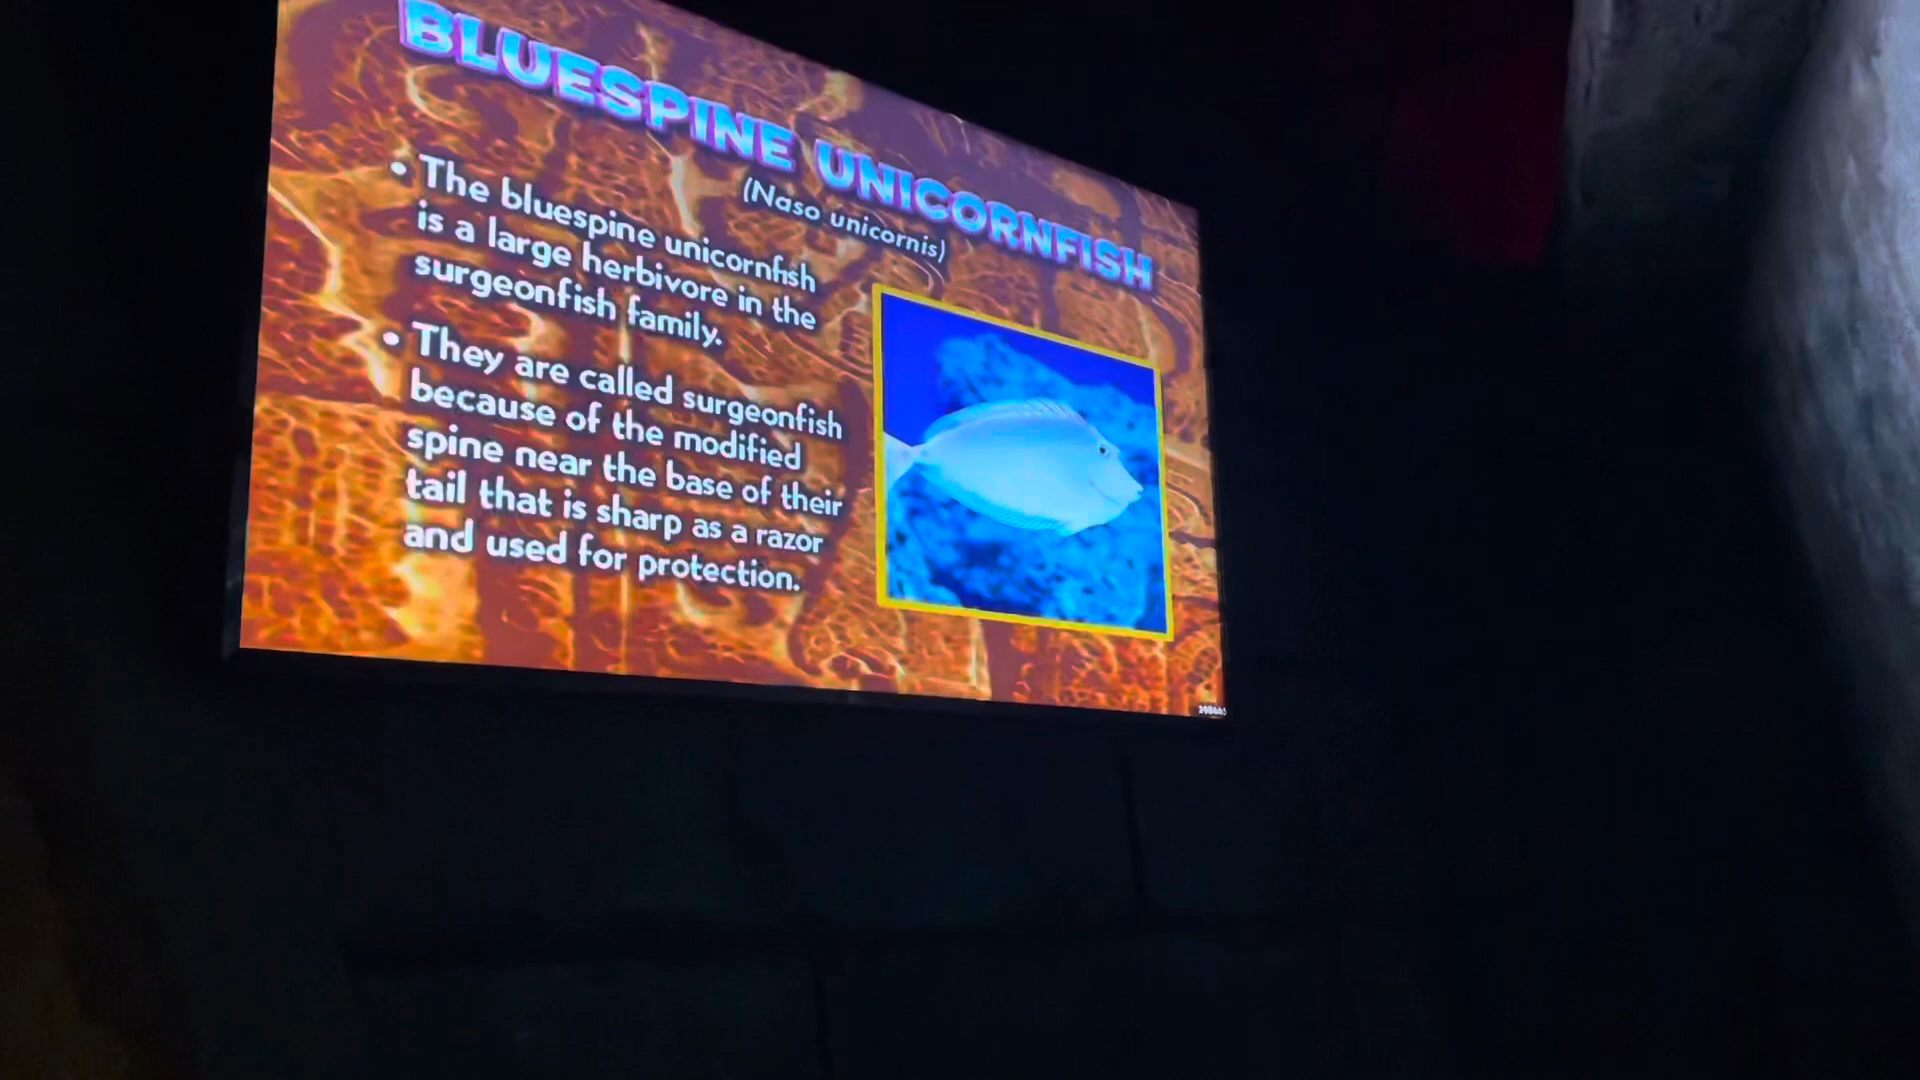 BLUESPINE UNICORNFISH
(Naso unicornis)
• The bluespine unicornfish
is a large herbivore in the
surgeonfish family.
• They are called surgeonfish
because of the modified
spine near the base of their
tail that is sharp as a razor
and used for protection.